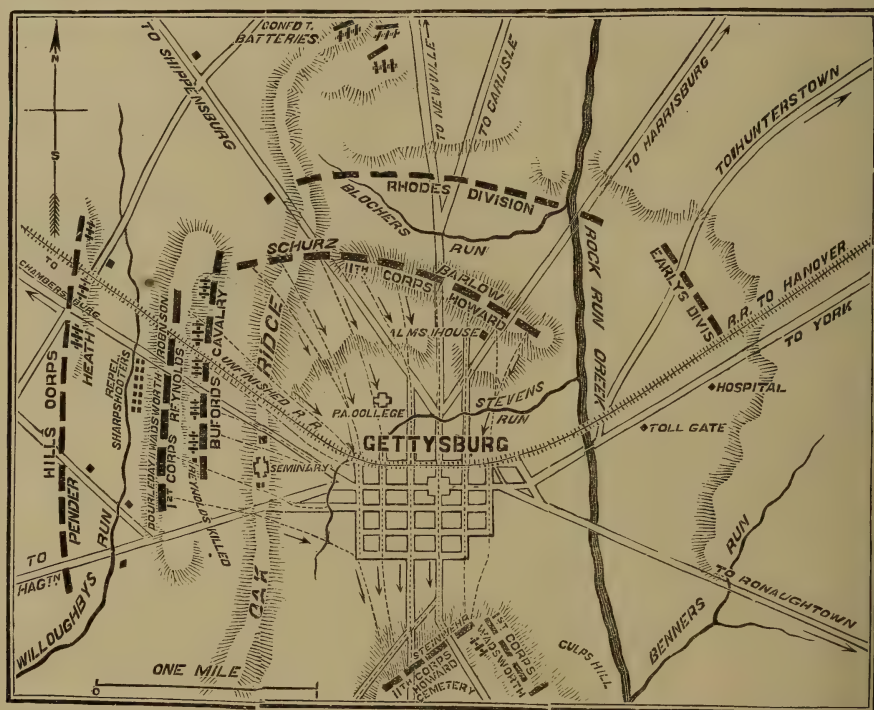 CONFDT.
BATTERIES
TO SHIPPENSBURG
TO NEWVILLE
TO CARLISLE
TO HARRISBURG
TO HUNTERSTOWN
N
S
RHODES DIVISION
BLOCHERS
RUN
SCHURZ
11TH CORPS
BARLOW
HOWARD
ROCK RUN CREEK
EARLYS DIVIS
R.R. TO HANOVER
TO YORK
TO
CHAMBERSBURG
HILLS CORPS
HEATH
PENDER
REBEL
SHARPSHOOTERS
DOUBLEDAY WADSWORTH ROBINSON
1ST CORPS REYNOLDS
BUFORDS CAVALRY
REYNOLDS KILLED
UNFINISHED R.R.
OAK RIDGE
ALMSHOUSE
PA. COLLEGE
STEVENS
RUN
HOSPITAL
TOLL GATE
GETTYSBURG
SEMINARY
TO
HAGTN
WILLOUGHBYS RUN
TO RONAUGHTOWN
BENNERS RUN
CULPS HILL
STEINWEHR
11TH CORPS
HOWARD
CEMETERY
1ST CORPS
WADSWORTH
ONE MILE
0